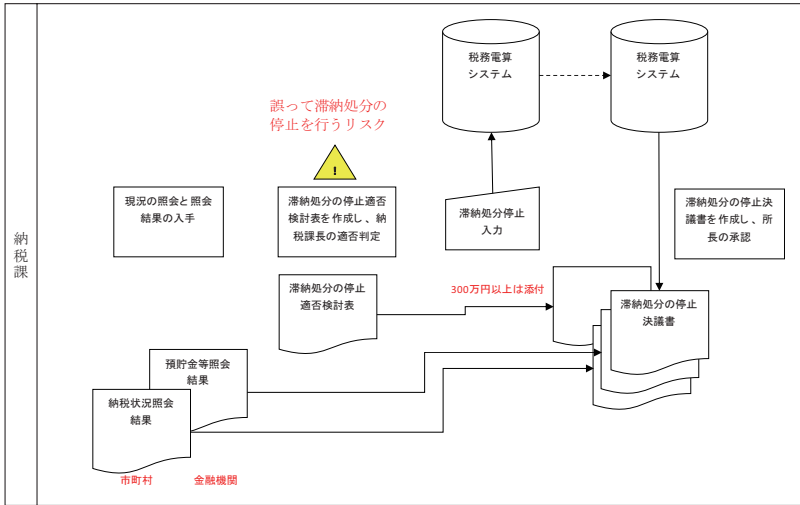 納税課
税務電算
システム
税務電算
システム
誤って滞納処分の
停止を行うリスク
!
現況の照会と照会
結果の入手
滞納処分の停止適否
検討表を作成し、納
税課長の適否判定
滞納処分停止
入力
滞納処分の停止決
議書を作成し、所
長の承認
滞納処分の停止
適否検討表
300万円以上は添付
滞納処分の停止
決議書
預貯金等照会
結果
納税状況照会
結果
市町村
金融機関